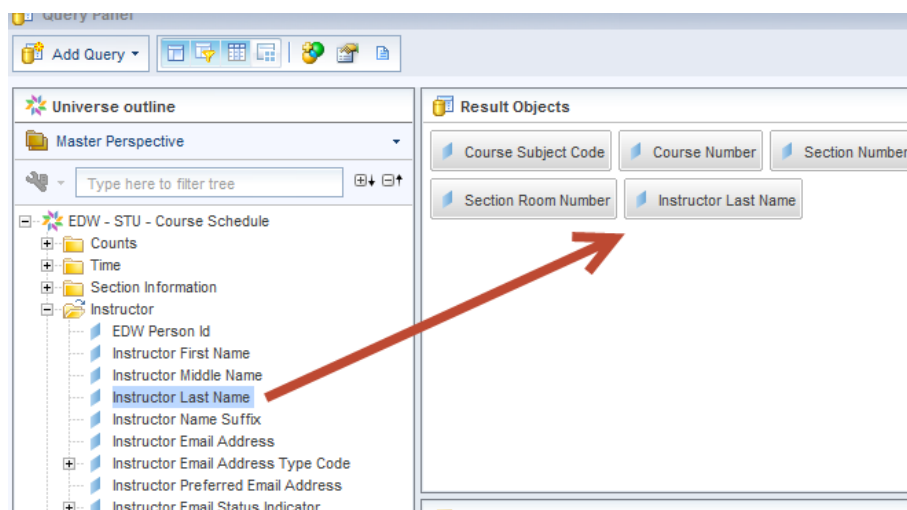 Query Panel
Add Query
Universe outline
Master Perspective
Type here to filter tree
EDW - STU - Course Schedule
Counts
Time
Section Information
Instructor
EDW Person Id
Instructor First Name
Instructor Middle Name
Instructor Last Name
Instructor Name Suffix
Instructor Email Address
Instructor Email Address Type Code
Instructor Preferred Email Address
Instructor Email Status Indicator
Result Objects
Course Subject Code Course Number Section Number
Section Room Number Instructor Last Name